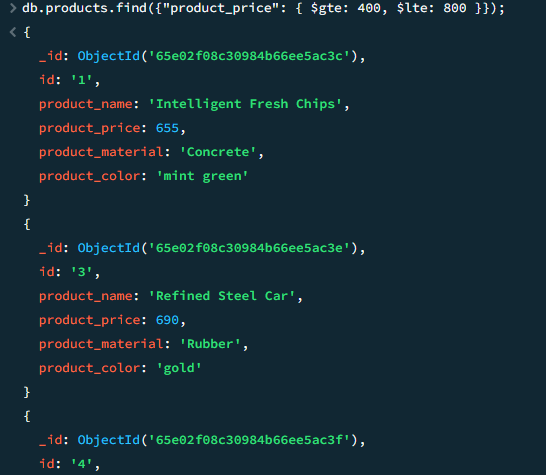 > db.products.find({"product_price": { $gte: 400, $lte: 800 }});
< {
_id: ObjectId('65e02f08c30984b66ee5ac3c'),
id: '1',
product_name: 'Intelligent Fresh Chips',
product_price: 655,
product_material: 'Concrete',
product_color: 'mint green'
}
{
_id: ObjectId('65e02f08c30984b66ee5ac3e'),
id: '3',
product_name: 'Refined Steel Car',
product_price: 690,
product_material: 'Rubber',
product_color: 'gold'
}
{
_id: ObjectId('65e02f08c30984b66ee5ac3f'),
id: '4',